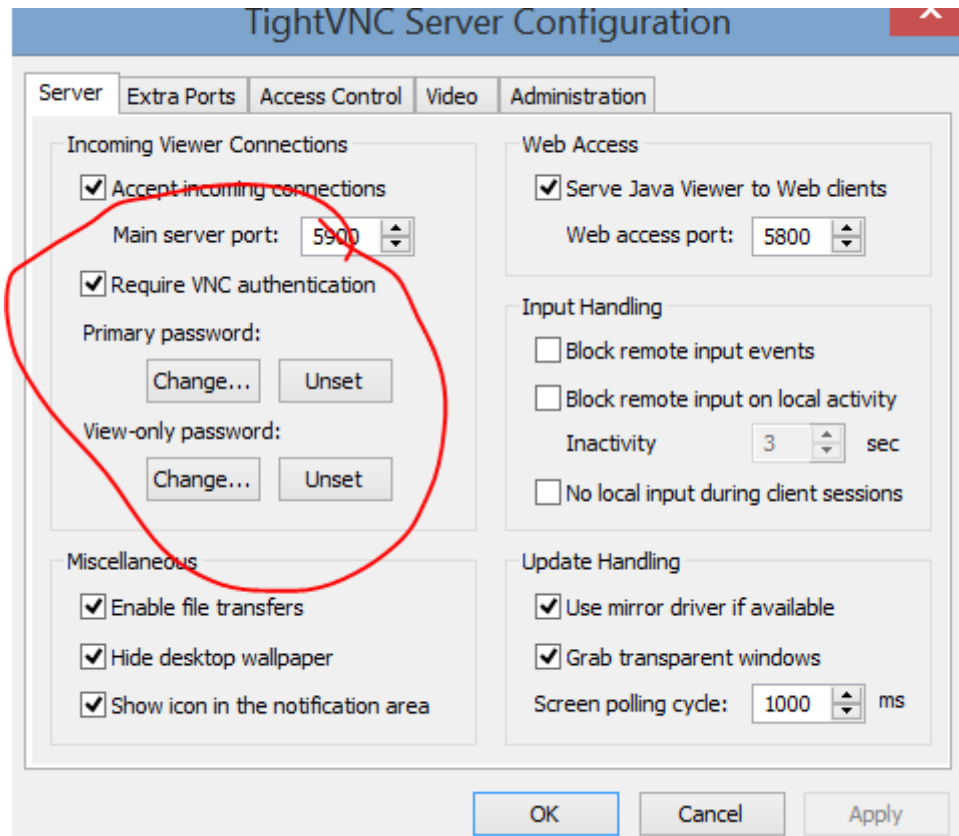 TightVNC Server Configuration
Server Extra Ports Access Control Video Administration
Incoming Viewer Connections
Accept incoming connections
Main server port: 5900
Require VNC authentication
Primary password:
Change... Unset
View-only password:
Change... Unset
Web Access
Serve Java Viewer to Web clients
Web access port: 5800
Input Handling
Block remote input events
Block remote input on local activity
Inactivity 3 sec
No local input during client sessions
Miscellaneous
Enable file transfers
Hide desktop wallpaper
Show icon in the notification area
Update Handling
Use mirror driver if available
Grab transparent windows
Screen polling cycle: 1000 ms
OK Cancel Apply